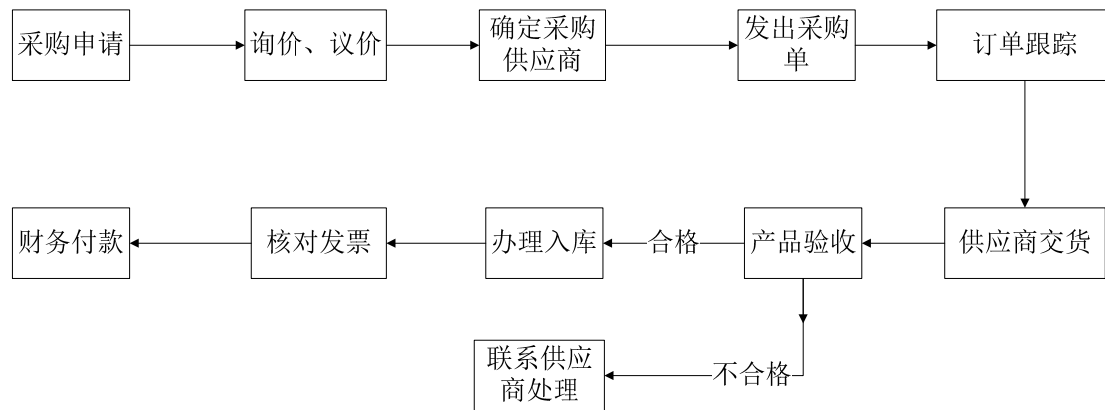 采购申请
询价、议价
确定采购
供应商
发出采购
单
订单跟踪
财务付款
核对发票
办理入库
合格
产品验收
供应商交货
联系供应
商处理
不合格